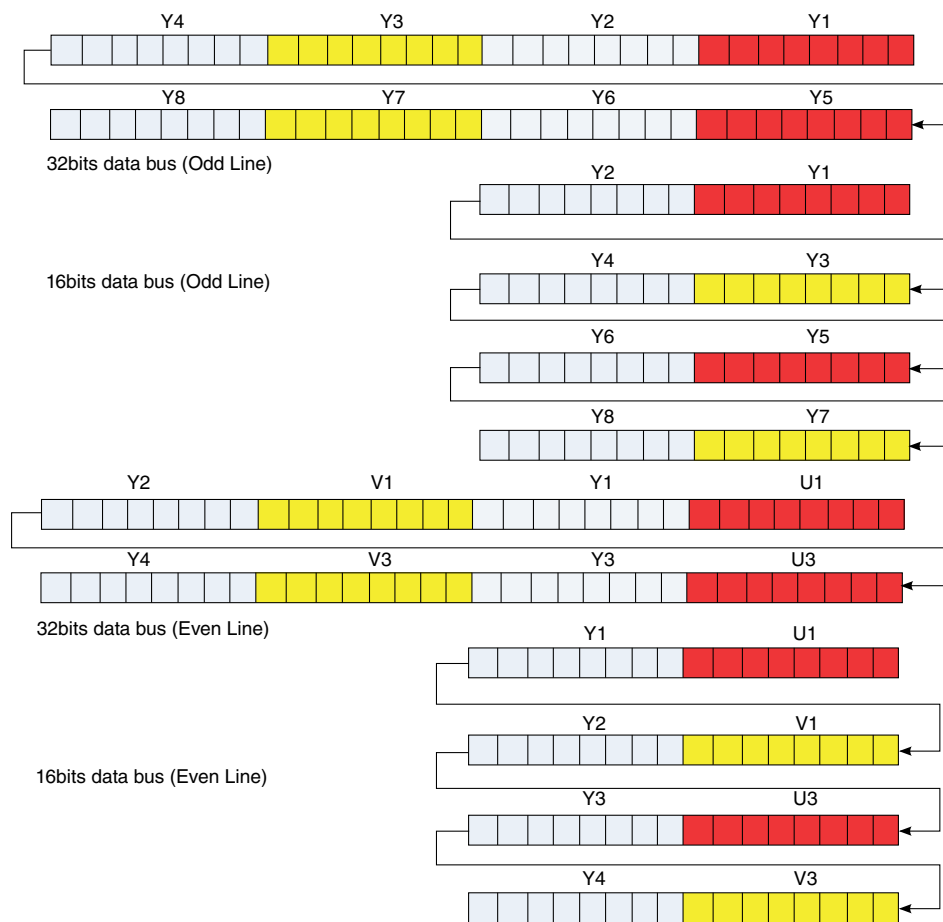 Y4 Y3 Y2 Y1
Y8 Y7 Y6 Y5
32bits data bus (Odd Line)
Y2 Y1
16bits data bus (Odd Line)
Y4 Y3
Y6 Y5
Y8 Y7
Y2 V1 Y1 U1
Y4 V3 Y3 U3
32bits data bus (Even Line)
Y1 U1
Y2 V1
16bits data bus (Even Line)
Y3 U3
Y4 V3